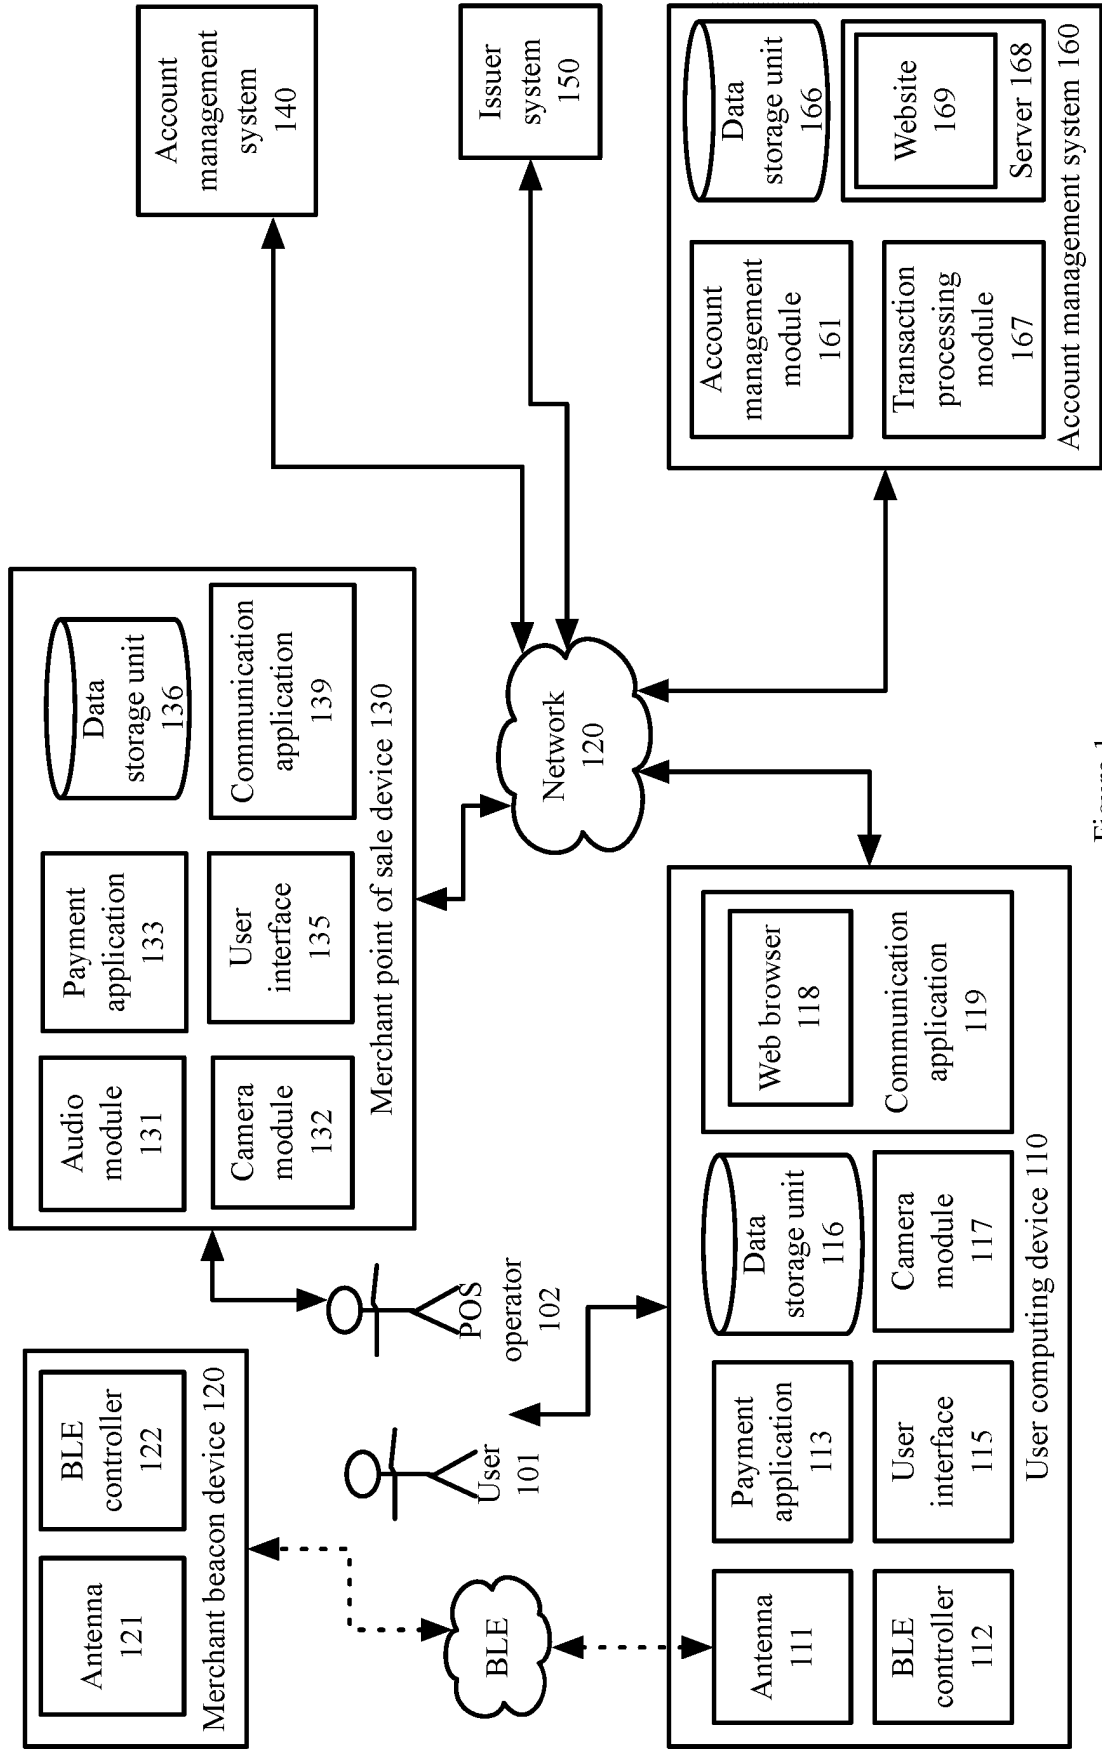 Antenna
121
BLE
controller
122
Merchant beacon device 120
Audio
module
131
Payment
application
133
Data
storage unit
136
Camera
module
132
User
interface
135
Communication
application
139
Merchant point of sale device 130
Account
management
system
140
Issuer
system
150
User
101
POS
operator
102
BLE
Network
120
Antenna
111
Payment
application
113
Data
storage unit
116
Web browser
118
Communication
application
119
BLE
controller
112
User
interface
115
Camera
module
117
User computing device 110
Account
management
module
161
Data
storage unit
166
Transaction
processing
module
167
Website
169
Server 168
Account management system 160